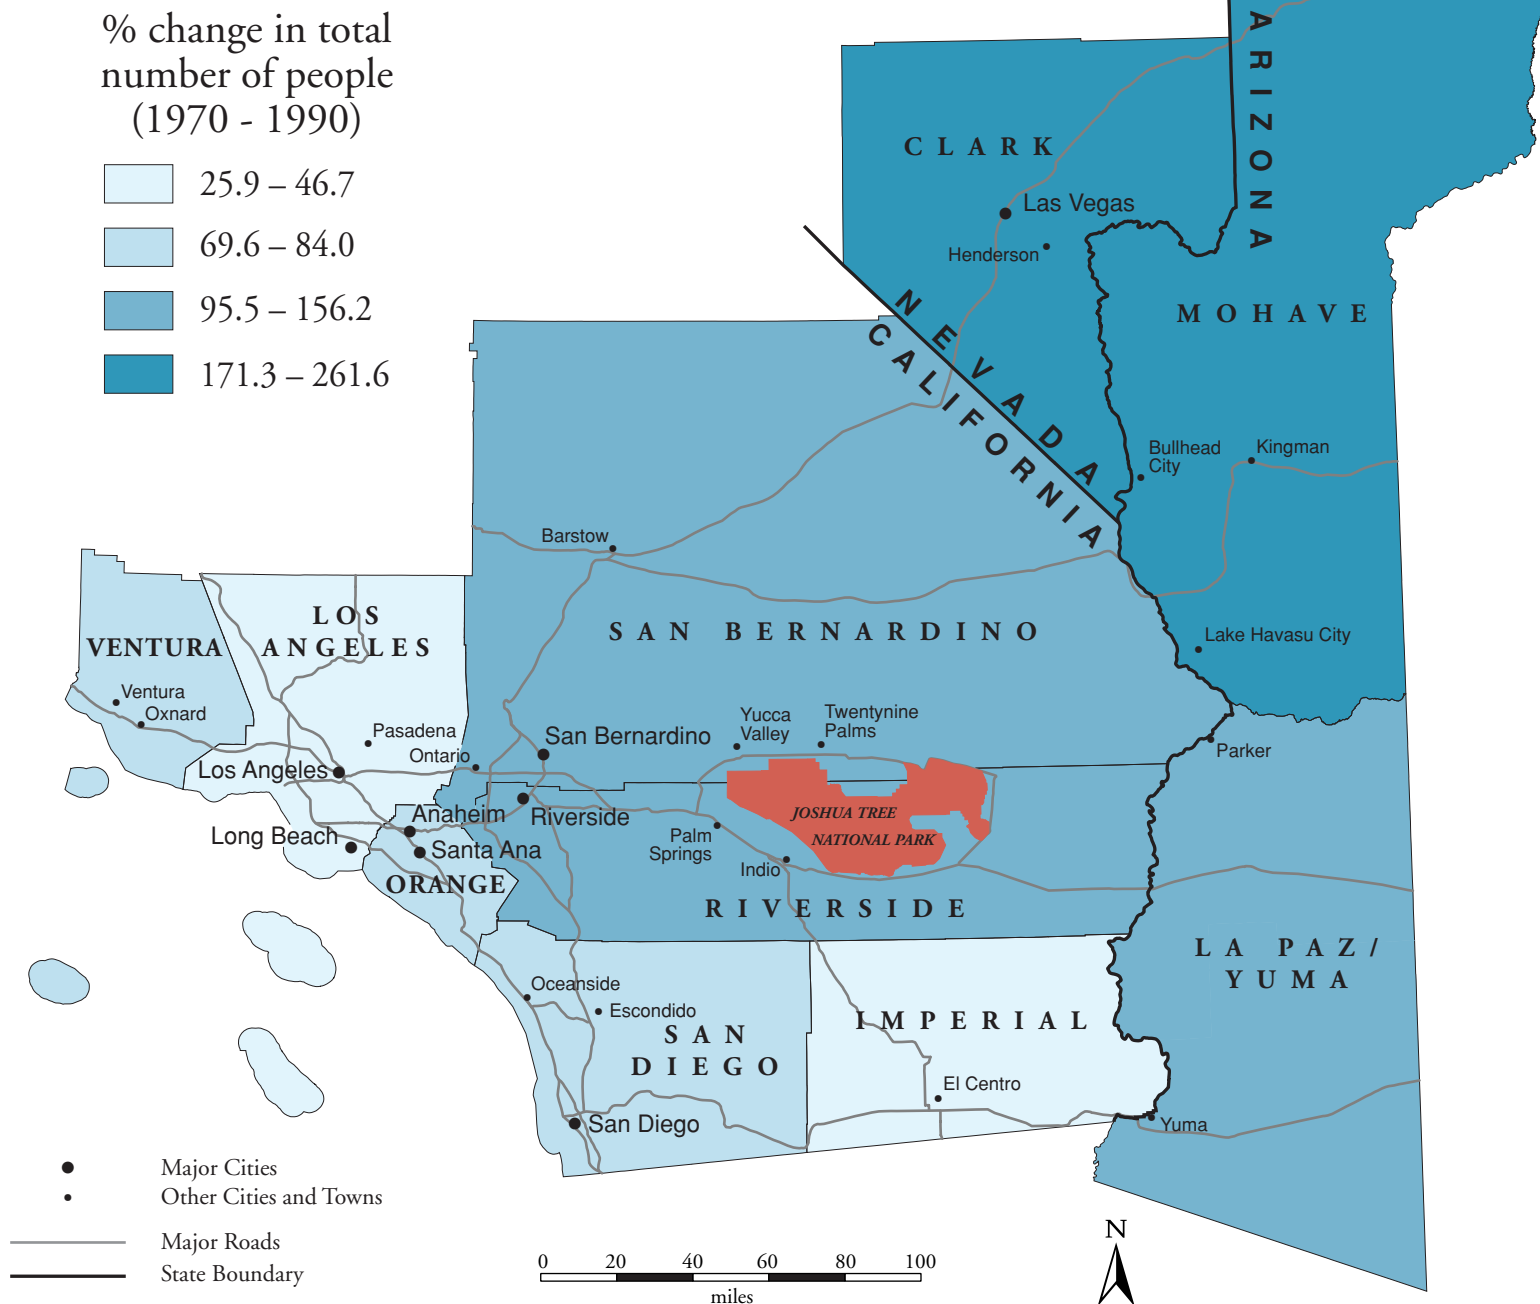 % change in total
number of people
(1970 - 1990)
25.9 – 46.7
69.6 – 84.0
95.5 – 156.2
171.3 – 261.6
ARIZONA
CLARK
Las Vegas
Henderson
NEVADA
CALIFORNIA
MOHAVE
Bullhead
City
Kingman
Barstow
LOS
ANGELES
VENTURA
SAN BERNARDINO
Lake Havasu City
Ventura
Oxnard
Pasadena
Ontario
San Bernardino
Yucca
Valley
Twentynine
Palms
Parker
Los Angeles
Anaheim
Riverside
Long Beach
Santa Ana
ORANGE
Palm
Springs
Indio
JOSHUA TREE
NATIONAL PARK
RIVERSIDE
LA PAZ/
YUMA
Oceanside
Escondido
SAN
DIEGO
IMPERIAL
El Centro
San Diego
Yuma
Major Cities
Other Cities and Towns
Major Roads
State Boundary
0 20 40 60 80 100
miles
N